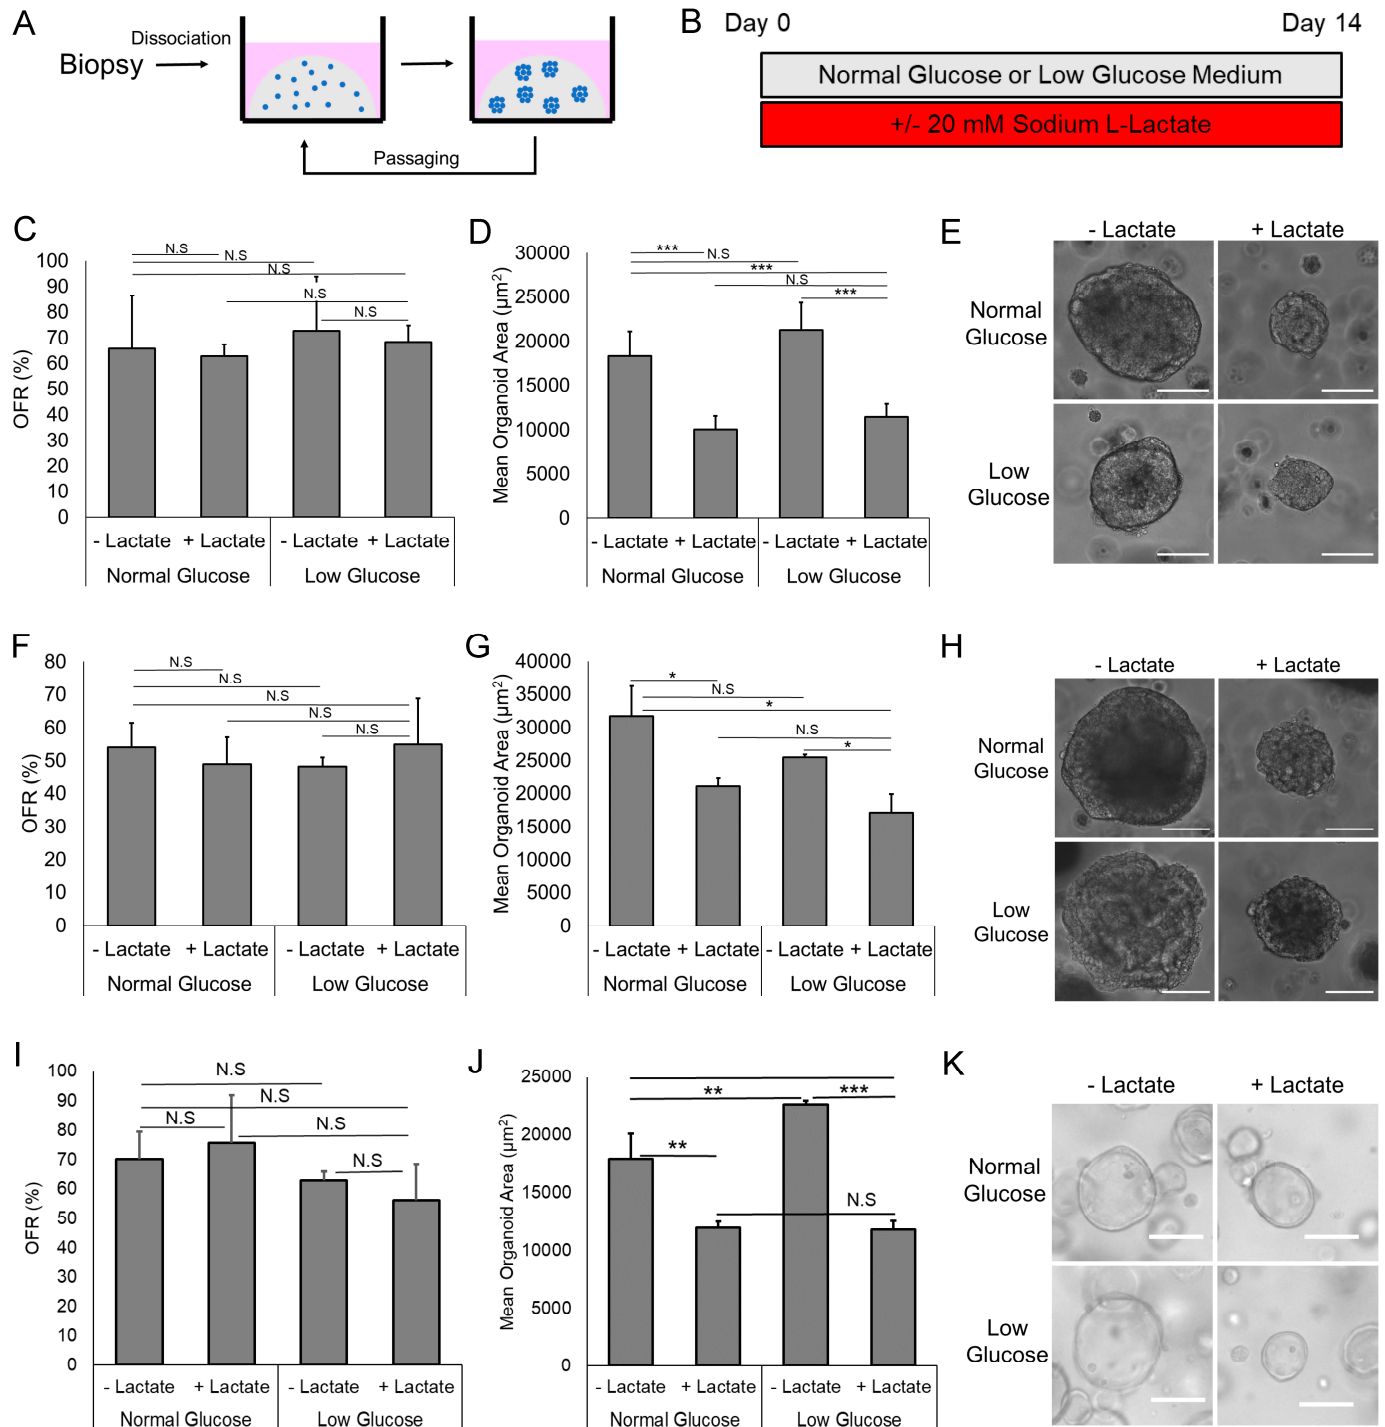 A
Biopsy
Dissociation
Passaging
B
Day 0
Day 14
Normal Glucose or Low Glucose Medium
+/- 20 mM Sodium L-Lactate
C
OFR (%)
100
90
80
70
60
50
40
30
20
10
0
N.S
N.S
N.S
N.S
N.S
- Lactate + Lactate - Lactate + Lactate
Normal Glucose Low Glucose
D
Mean Organoid Area (µm²)
30000
25000
20000
15000
10000
5000
0
***
N.S
***
N.S
***
- Lactate + Lactate - Lactate + Lactate
Normal Glucose Low Glucose
E
- Lactate + Lactate
Normal
Glucose
Low
Glucose
F
OFR (%)
80
70
60
50
40
30
20
10
0
N.S
N.S
N.S
N.S
N.S
- Lactate + Lactate - Lactate + Lactate
Normal Glucose Low Glucose
G
Mean Organoid Area (µm²)
40000
35000
30000
25000
20000
15000
10000
5000
0
*
N.S
*
N.S
*
- Lactate + Lactate - Lactate + Lactate
Normal Glucose Low Glucose
H
- Lactate + Lactate
Normal
Glucose
Low
Glucose
I
OFR (%)
100
90
80
70
60
50
40
30
20
10
0
N.S
N.S
N.S
N.S
N.S
- Lactate + Lactate - Lactate + Lactate
Normal Glucose Low Glucose
J
Mean Organoid Area (µm²)
25000
20000
15000
10000
5000
0
**
***
**
N.S
- Lactate + Lactate - Lactate + Lactate
Normal Glucose Low Glucose
K
- Lactate + Lactate
Normal
Glucose
Low
Glucose